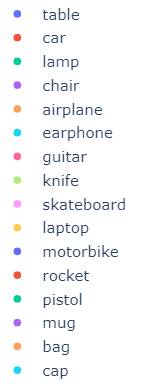 table
car
lamp
chair
airplane
earphone
guitar
knife
skateboard
laptop
motorbike
rocket
pistol
mug
bag
cap